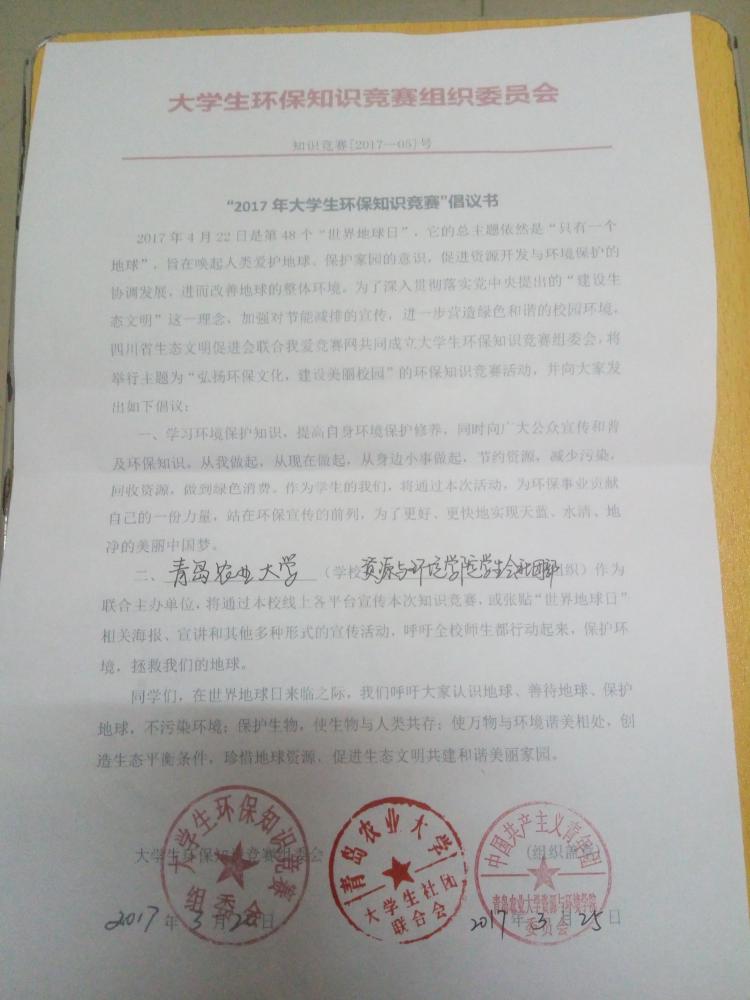 大学生环保知识竞赛组织委员会
知识竞赛[2017—05]号
“2017 年大学生环保知识竞赛”倡议书
2017 年 4 月 22 日是第 48 个“世界地球日”，它的总主题依然是“只有一个
地球”，旨在唤起人类爱护地球、保护家园的意识，促进资源开发与环境保护的
协调发展，进而改善地球的整体环境。为了深入贯彻落实党中央提出的“建设生
态文明”这一理念，加强对节能减排的宣传，进一步营造绿色和谐的校园环境，
四川省生态文明促进会联合我爱竞赛网共同成立大学生环保知识竞赛组委会，将
举行主题为“弘扬环保文化，建设美丽校园”的环保知识竞赛活动，并向大家发
出如下倡议：
一、学习环境保护知识，提高自身环境保护修养，同时向广大公众宣传和普
及环保知识。从我做起，从现在做起，从身边小事做起，节约资源，减少污染，
回收资源，做到绿色消费。作为学生的我们，将通过本次活动，为环保事业贡献
自己的一份力量，站在环保宣传的前列，为了更好、更快地实现天蓝、水清、地
净的美丽中国梦。
二、青岛农业大学（学校）资源与环境学院学生会社团部（组织）作为
联合主办单位，将通过本校线上各平台宣传本次知识竞赛，或张贴“世界地球日”
相关海报、宣讲和其他多种形式的宣传活动，呼吁全校师生都行动起来，保护环
境，拯救我们的地球。
同学们，在世界地球日来临之际，我们呼吁大家认识地球、善待地球、保护
地球，不污染环境；保护生物，使生物与人类共存；使万物与环境谐美相处，创
造生态平衡条件，珍惜地球资源、促进生态文明共建和谐美丽家园。
大学生环保知识竞赛组委会 (组织盖章)
2017 年 3 月 20 日 2017 年 3 月 25 日
大学生环保知识竞赛
组委会
青岛农业大学
大学生社团
联合会
中国共产主义青年团
青岛农业大学资源与环境学院
委员会